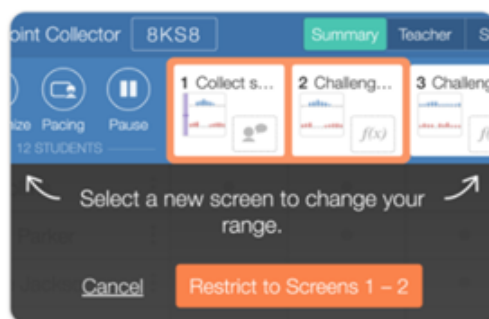 oint Collector 8KS8 Summary Teacher S
1 Collect s... 2 Challeng... 3 Challeng
ize Pacing Pause f(x) f(
12 STUDENTS
Select a new screen to change your
range.
Parker
Cancel Restrict to Screens 1 – 2